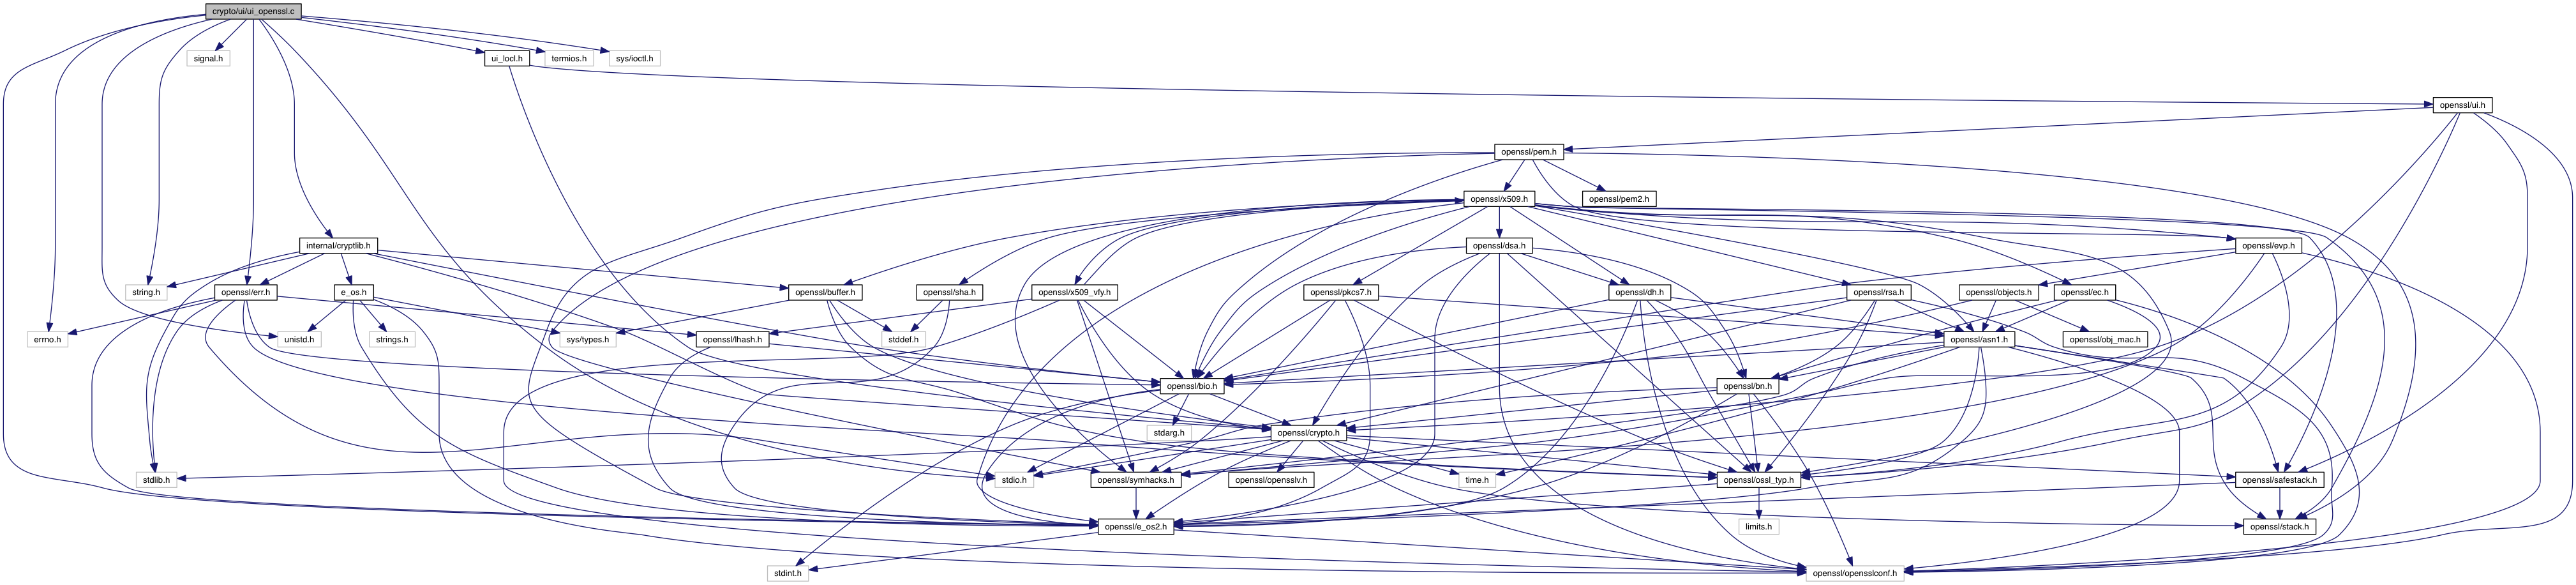 crypto/ui/ui_openssl.c
signal.h
ui_locl.h
termios.h
sys/ioctl.h
openssl/ui.h
openssl/pem.h
openssl/x509.h
openssl/pem2.h
internal/cryptlib.h
openssl/dsa.h
openssl/evp.h
string.h
openssl/err.h
e_os.h
openssl/buffer.h
openssl/sha.h
openssl/x509_vfy.h
openssl/pkcs7.h
openssl/dh.h
openssl/rsa.h
openssl/objects.h
openssl/ec.h
errno.h
unistd.h
strings.h
sys/types.h
openssl/lhash.h
stddef.h
openssl/asn1.h
openssl/obj_mac.h
openssl/bio.h
openssl/bn.h
stdarg.h
openssl/crypto.h
stdlib.h
stdio.h
openssl/symhacks.h
openssl/opensslv.h
time.h
openssl/ossl_typ.h
openssl/safestack.h
openssl/e_os2.h
limits.h
openssl/stack.h
stdint.h
openssl/opensslconf.h